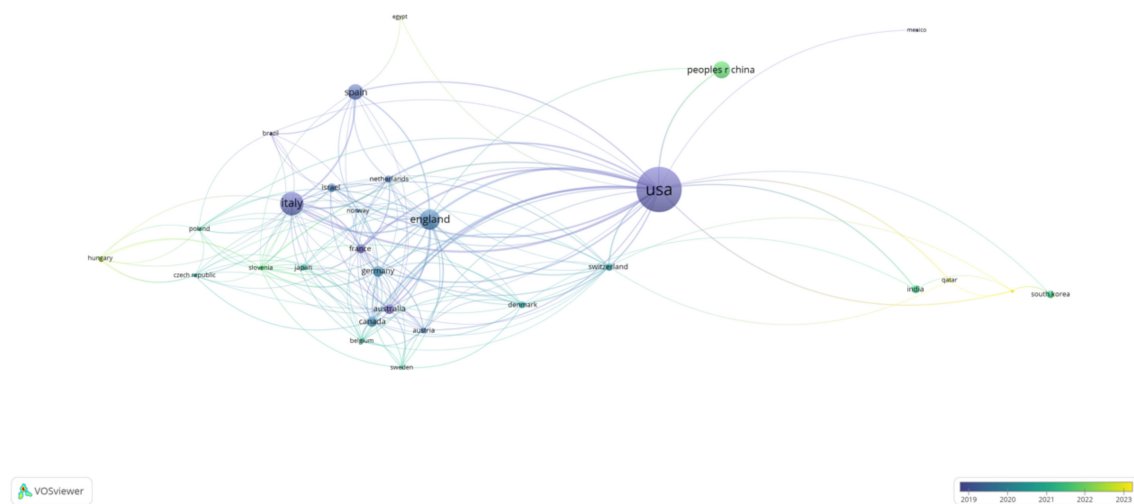 egypt
mexico
peoples r china
spain
brazil
netherlands
israel
usa
italy
norway
england
poland
france
hungary
slovenia
japan
switzerland
czech republic
germany
qatar
india
south korea
denmark
australia
canada
austria
belgium
sweden
VOSviewer
2019 2020 2021 2022 2023